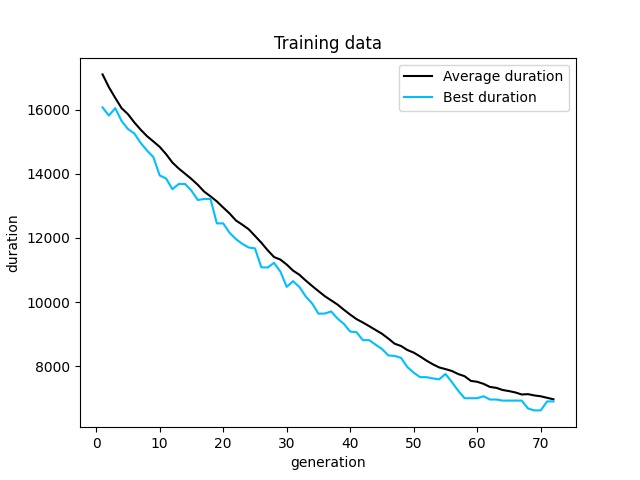 Training data
Average duration
Best duration
16000
14000
12000
10000
8000
duration
0 10 20 30 40 50 60 70
generation